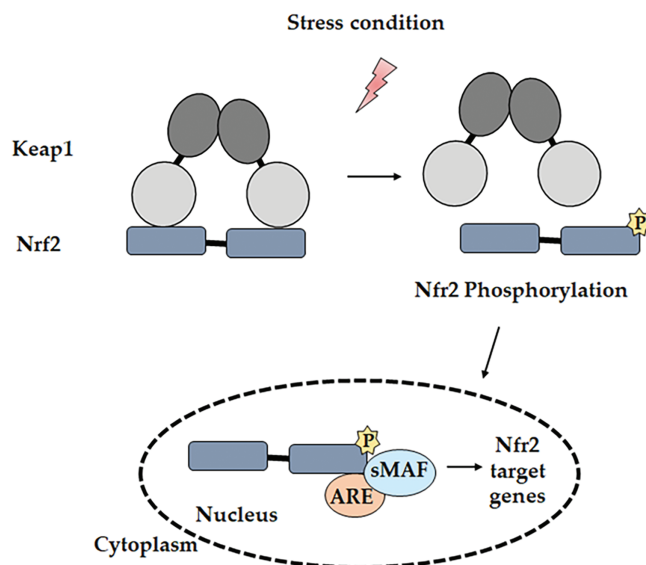 Stress condition
Keap1
Nrf2
P
Nfr2 Phosphorylation
P
sMAF
ARE
Nfr2
target
genes
Nucleus
Cytoplasm